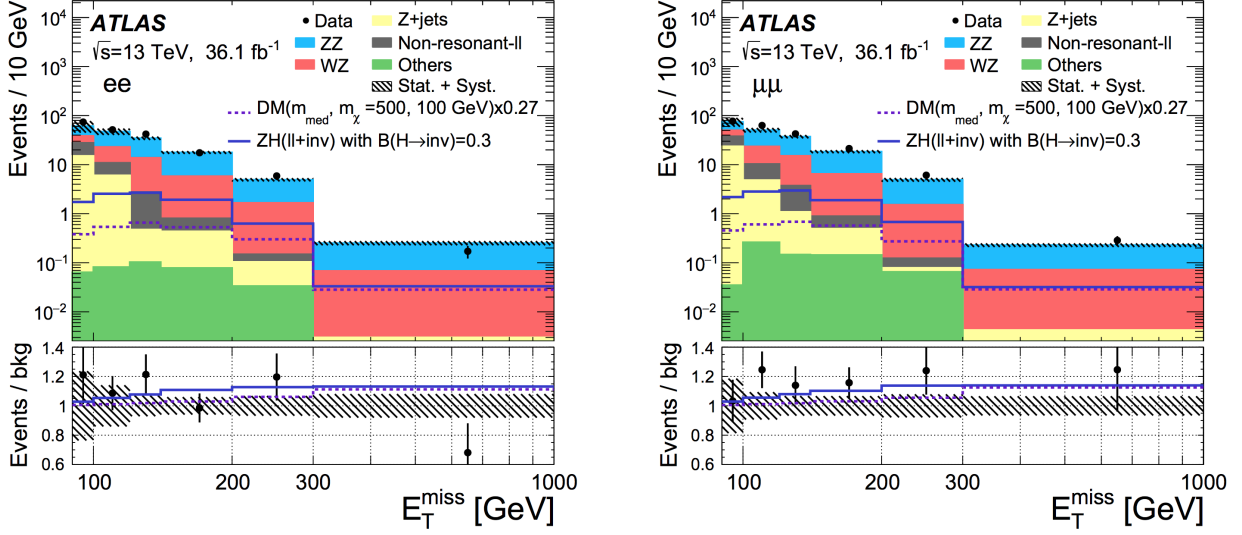 ATLAS
√s=13 TeV, 36.1 fb⁻¹
ee
Data
ZZ
WZ
Z+jets
Non-resonant-ll
Others
Stat. + Syst.
DM(m_med, m_χ =500, 100 GeV)x0.27
ZH(ll+inv) with B(H→inv)=0.3
Events / 10 GeV
10⁴
10³
10²
10
1
10⁻¹
10⁻²
Events / bkg
1.4
1.2
1
0.8
0.6
100 200 300 1000
E_T^miss [GeV]
ATLAS
√s=13 TeV, 36.1 fb⁻¹
μμ
Data
ZZ
WZ
Z+jets
Non-resonant-ll
Others
Stat. + Syst.
DM(m_med, m_χ =500, 100 GeV)x0.27
ZH(ll+inv) with B(H→inv)=0.3
Events / 10 GeV
10⁴
10³
10²
10
1
10⁻¹
10⁻²
Events / bkg
1.4
1.2
1
0.8
0.6
100 200 300 1000
E_T^miss [GeV]